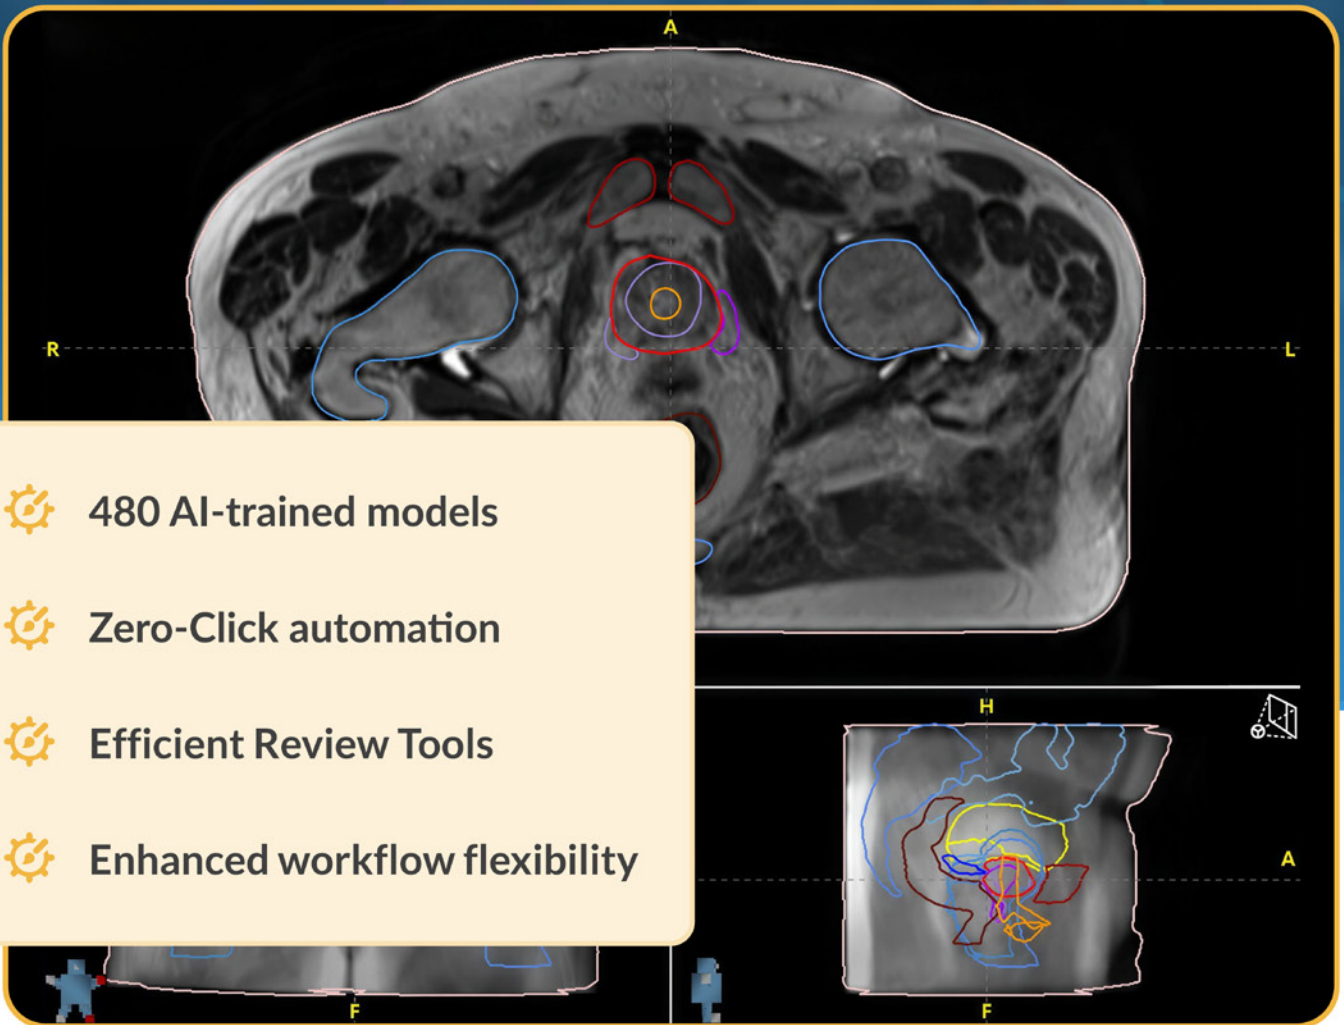 A
R
L
480 AI-trained models
Zero-Click automation
Efficient Review Tools
Enhanced workflow flexibility
H
A
F
F